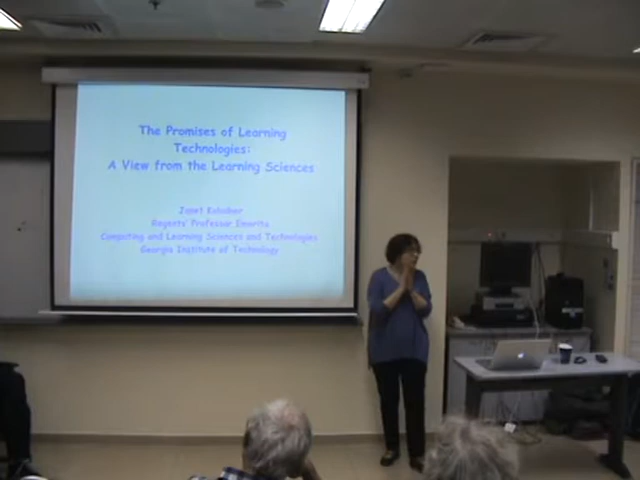 The Promises of Learning
Technologies:
A View from the Learning Sciences
Janet Kolodner
Regents' Professor Emerita
Computing and Learning Sciences and Technologies
Georgia Institute of Technology